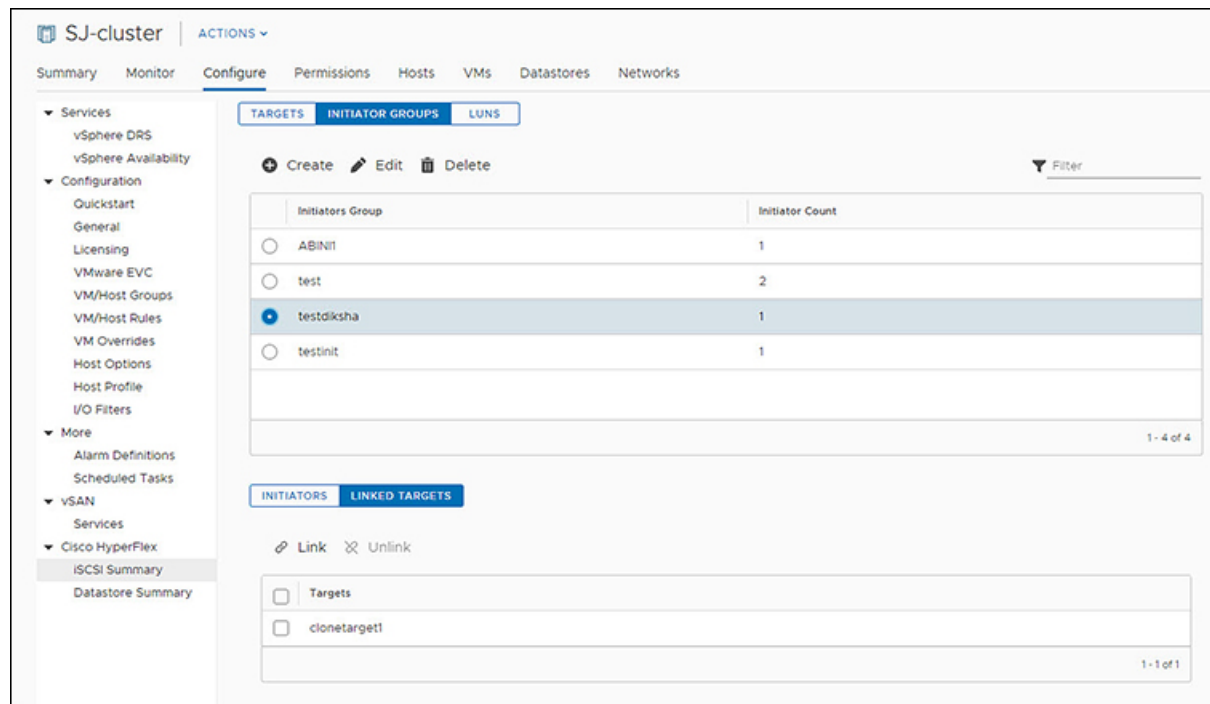 SJ-cluster ACTIONS
Summary Monitor Configure Permissions Hosts VMs Datastores Networks
Services
vSphere DRS
vSphere Availability
Configuration
Quickstart
General
Licensing
VMware EVC
VM/Host Groups
VM/Host Rules
VM Overrides
Host Options
Host Profile
I/O Filters
More
Alarm Definitions
Scheduled Tasks
vSAN
Services
Cisco HyperFlex
iSCSI Summary
Datastore Summary
TARGETS INITIATOR GROUPS LUNS
Create Edit Delete Filter
Initiators Group Initiator Count
ABINI1 1
test 2
testdiksha 1
testinit 1
1 - 4 of 4
INITIATORS LINKED TARGETS
Link Unlink
Targets
clonetarget1
1 - 1 of 1